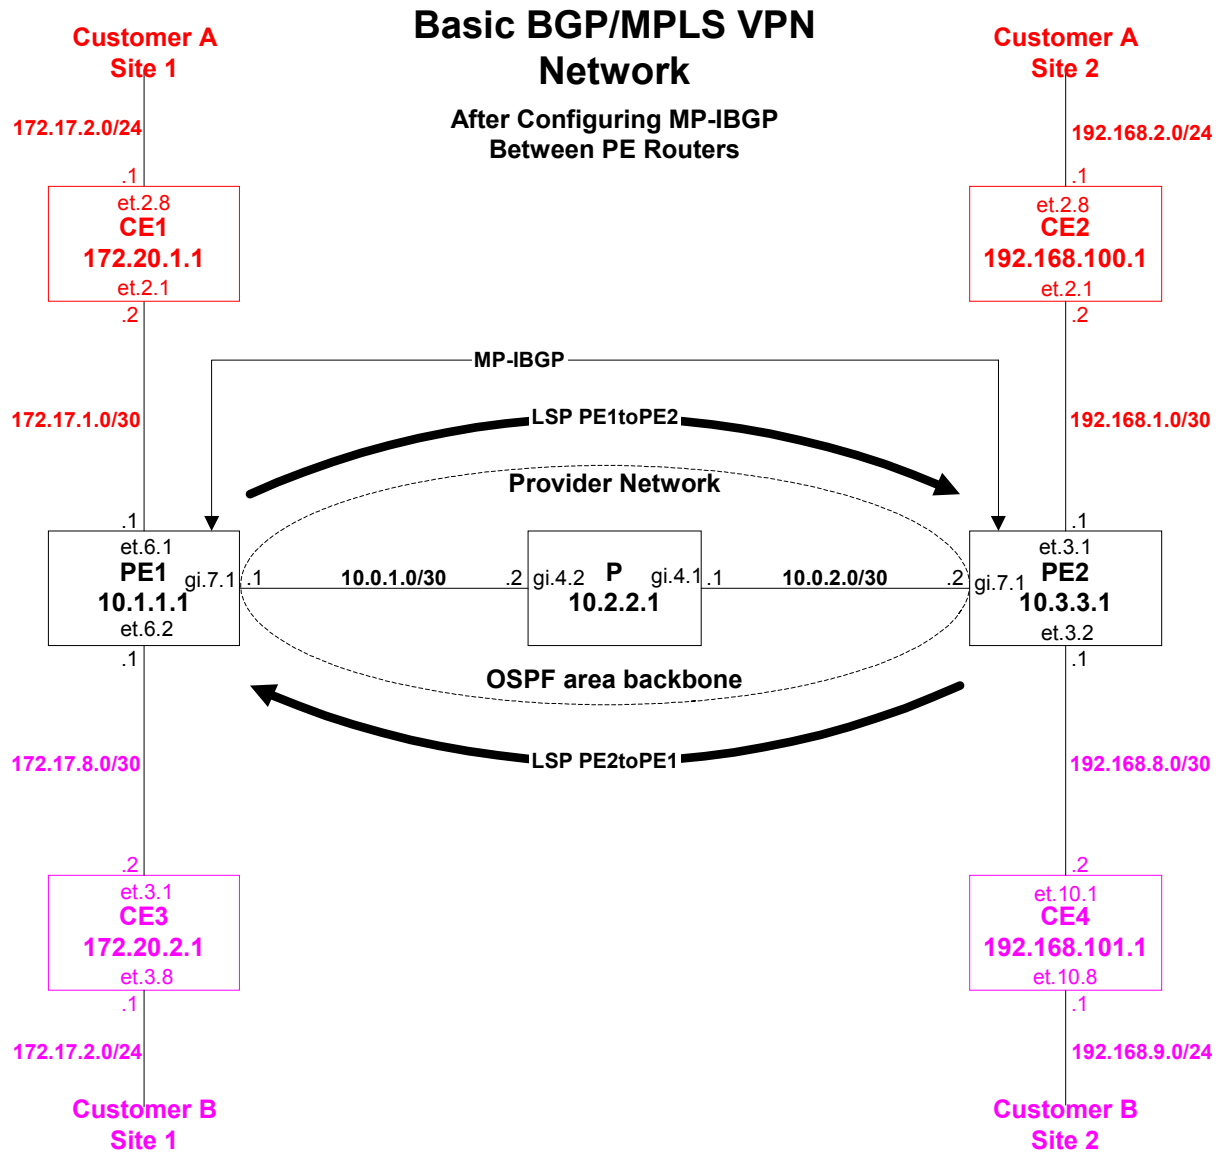 Basic BGP/MPLS VPN
Network
After Configuring MP-IBGP
Between PE Routers
Customer A
Site 1
Customer A
Site 2
172.17.2.0/24
192.168.2.0/24
.1
.1
et.2.8
CE1
172.20.1.1
et.2.1
et.2.8
CE2
192.168.100.1
et.2.1
.2
.2
MP-IBGP
172.17.1.0/30
LSP PE1toPE2
192.168.1.0/30
Provider Network
.1
.1
et.6.1
PE1
10.1.1.1
et.6.2
gi.7.1
.1
10.0.1.0/30
.2
gi.4.2
P
10.2.2.1
gi.4.1
.1
10.0.2.0/30
.2
gi.7.1
et.3.1
PE2
10.3.3.1
et.3.2
.1
.1
OSPF area backbone
172.17.8.0/30
LSP PE2toPE1
192.168.8.0/30
.2
.2
et.3.1
CE3
172.20.2.1
et.3.8
et.10.1
CE4
192.168.101.1
et.10.8
.1
.1
172.17.2.0/24
192.168.9.0/24
Customer B
Site 1
Customer B
Site 2